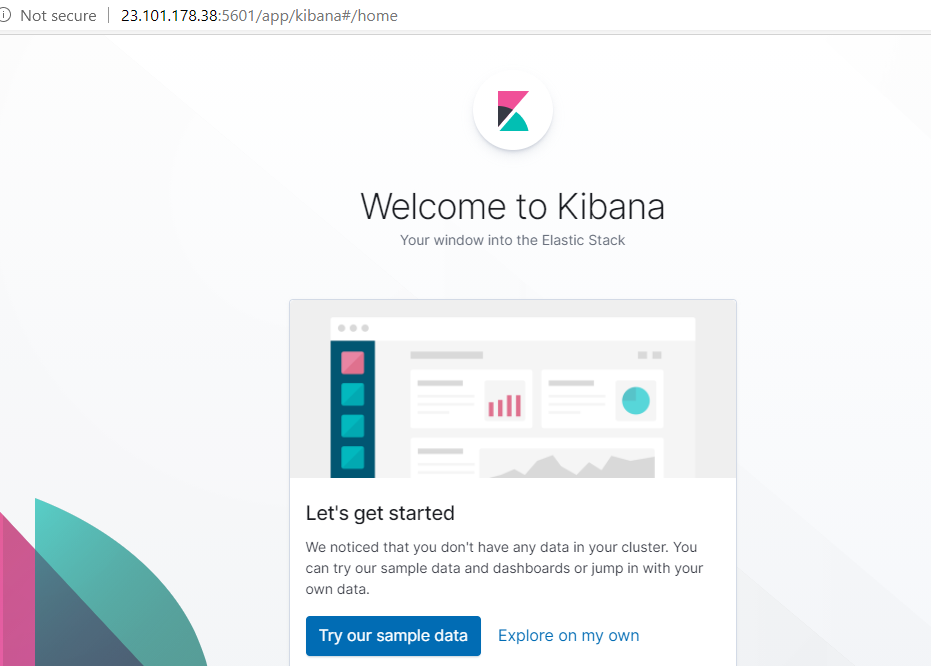 Not secure | 23.101.178.38:5601/app/kibana#/home
Welcome to Kibana
Your window into the Elastic Stack
Let's get started
We noticed that you don't have any data in your cluster. You
can try our sample data and dashboards or jump in with your
own data.
Try our sample data Explore on my own